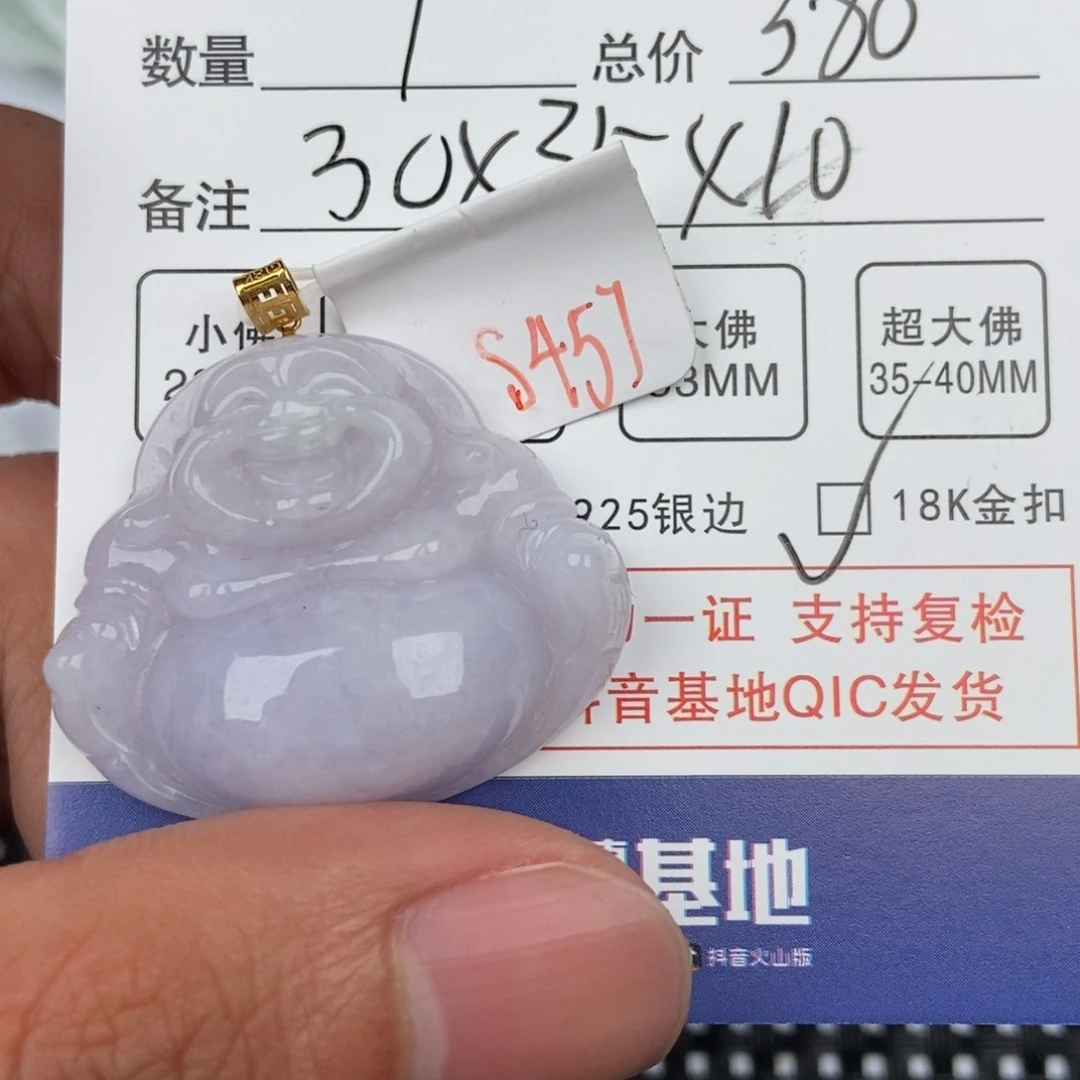 数量 1 总价 380
备注 30X35X10
S457
小佛 大佛 超大佛
33MM 35-40MM
925银边 18K金扣
一证 支持复检
抖音基地QIC发货
基地
抖音火山版